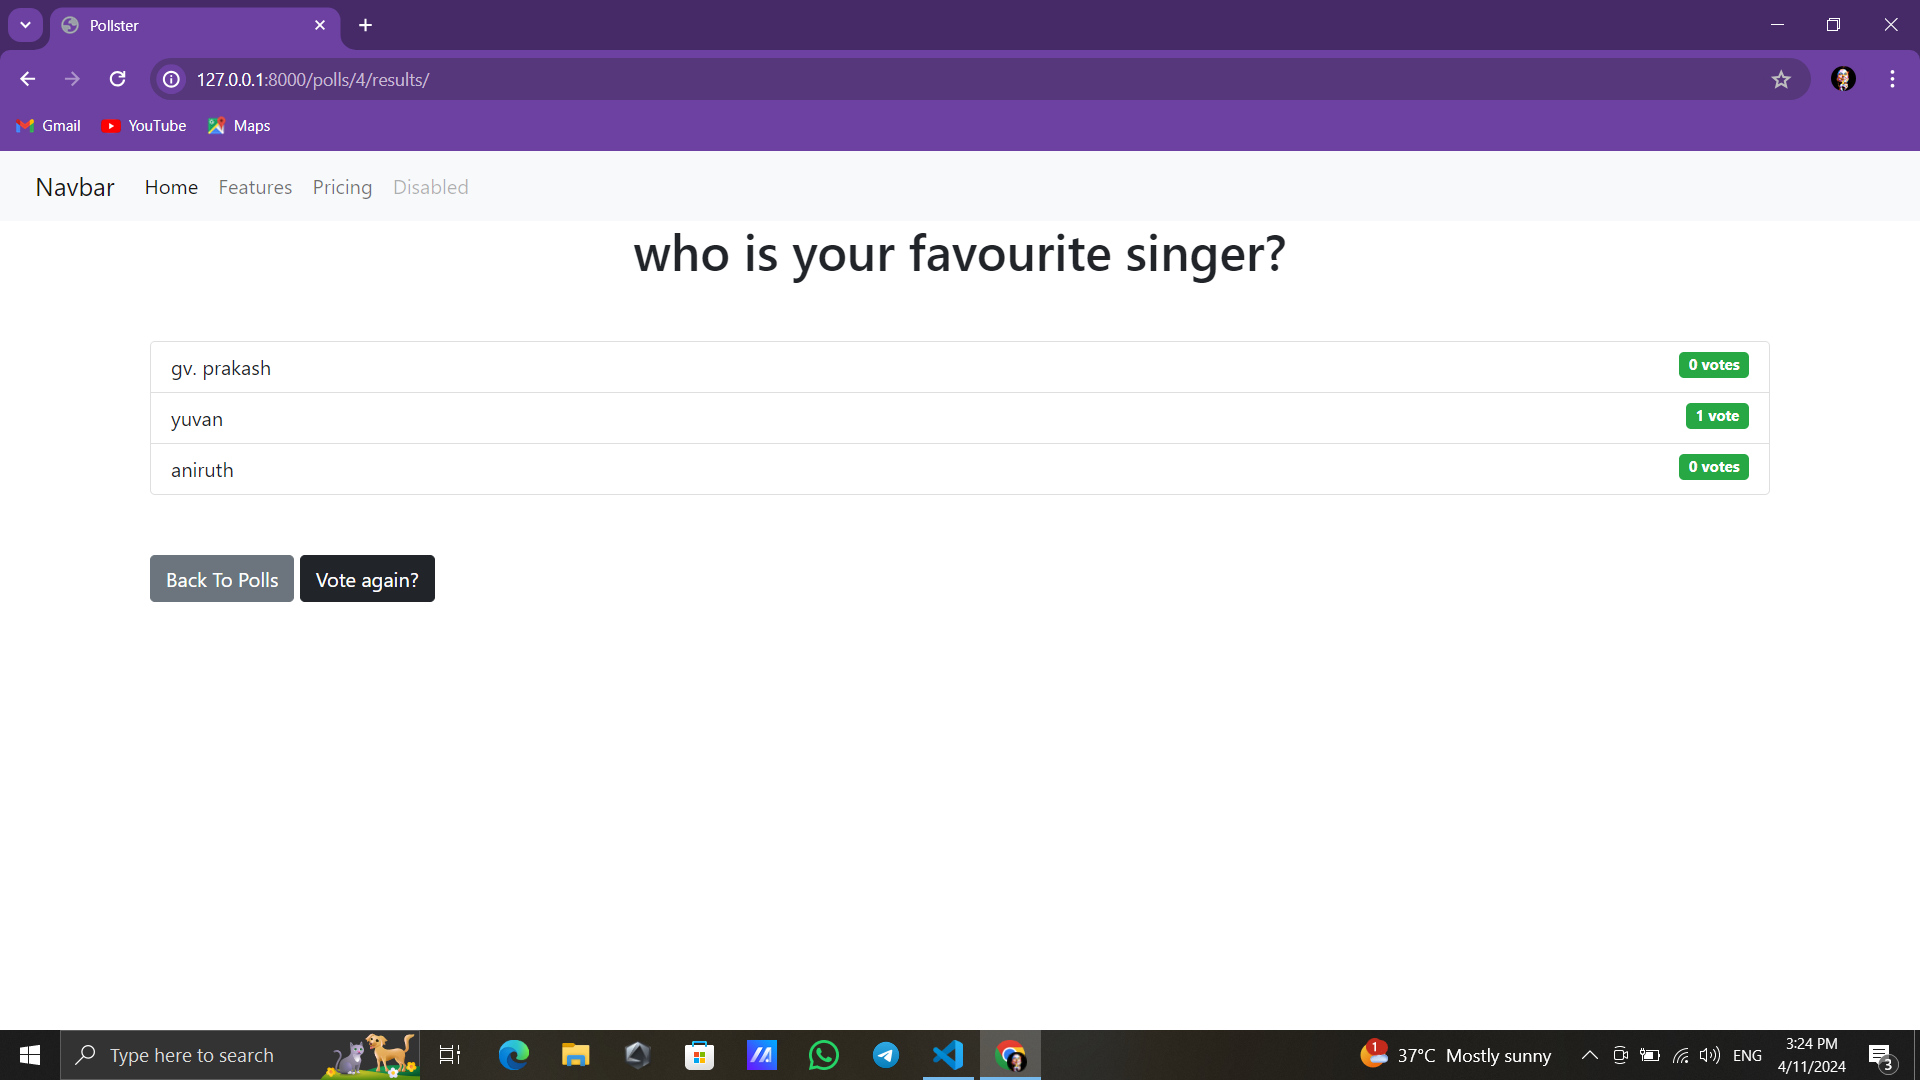 Pollster
127.0.0.1:8000/polls/4/results/
Gmail YouTube Maps
Navbar Home Features Pricing Disabled
who is your favourite singer?
gv. prakash 0 votes
yuvan 1 vote
aniruth 0 votes
Back To Polls Vote again?
Type here to search 1 37°C Mostly sunny ENG 3:24 PM
4/11/2024 3